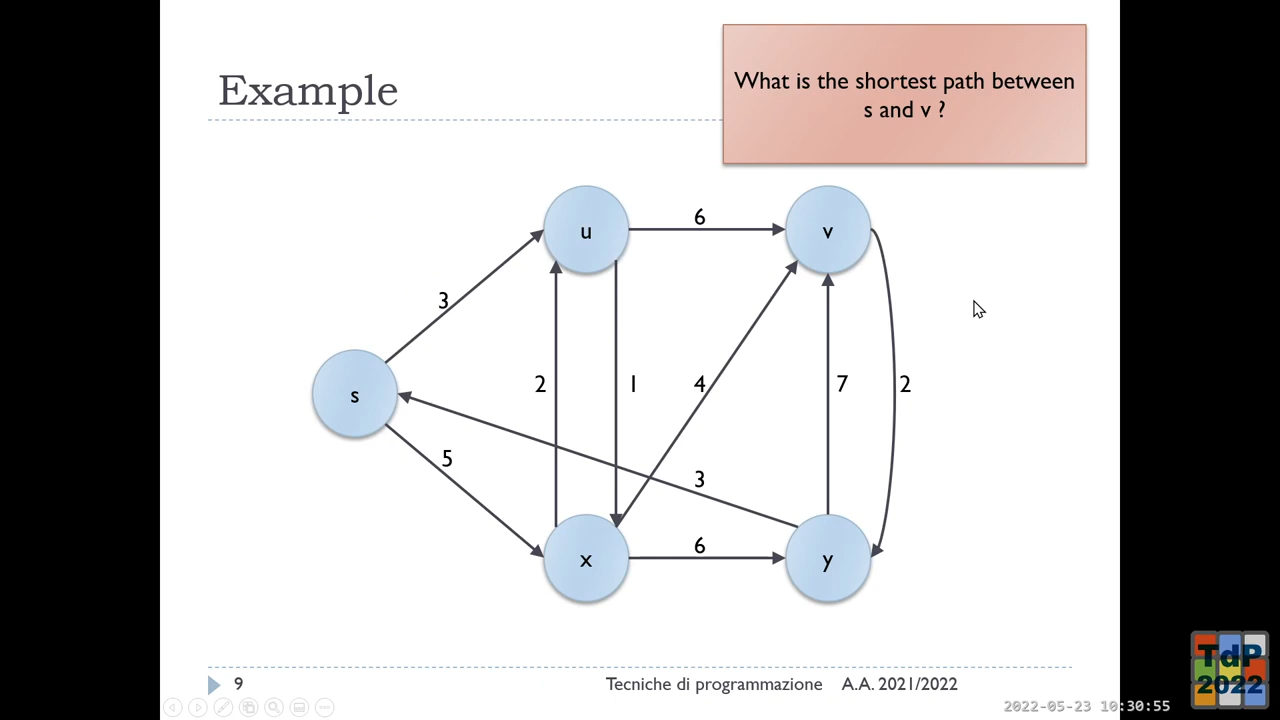 Example
What is the shortest path between
s and v ?
u
6
v
3
s
2
1
4
7
2
5
3
x
6
y
9
Tecniche di programmazione A.A. 2021/2022
TdP
2022
2022-05-23 10:30:55